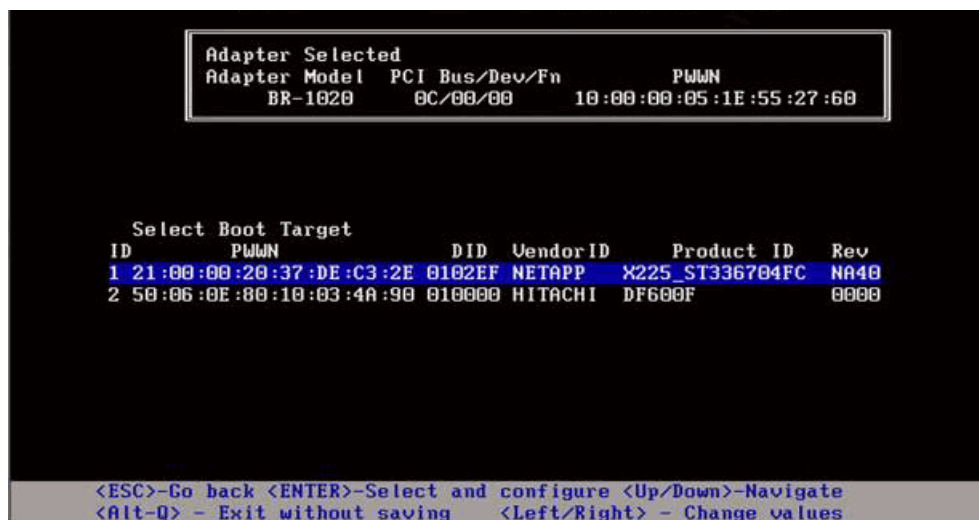 Adapter Selected
Adapter Model PCI Bus/Dev/Fn PWWN
BR-1020 0C/00/00 10:00:00:05:1E:55:27:60
Select Boot Target
ID PWWN DID VendorID Product ID Rev
1 21:00:00:20:37:DE:C3:2E 0102EF NETAPP X225_ST336704FC NA40
2 50:06:0E:80:10:03:4A:90 010000 HITACHI DF600F 0000
<ESC>-Go back <ENTER>-Select and configure <Up/Down>-Navigate
<Alt-Q> - Exit without saving <Left/Right> - Change values